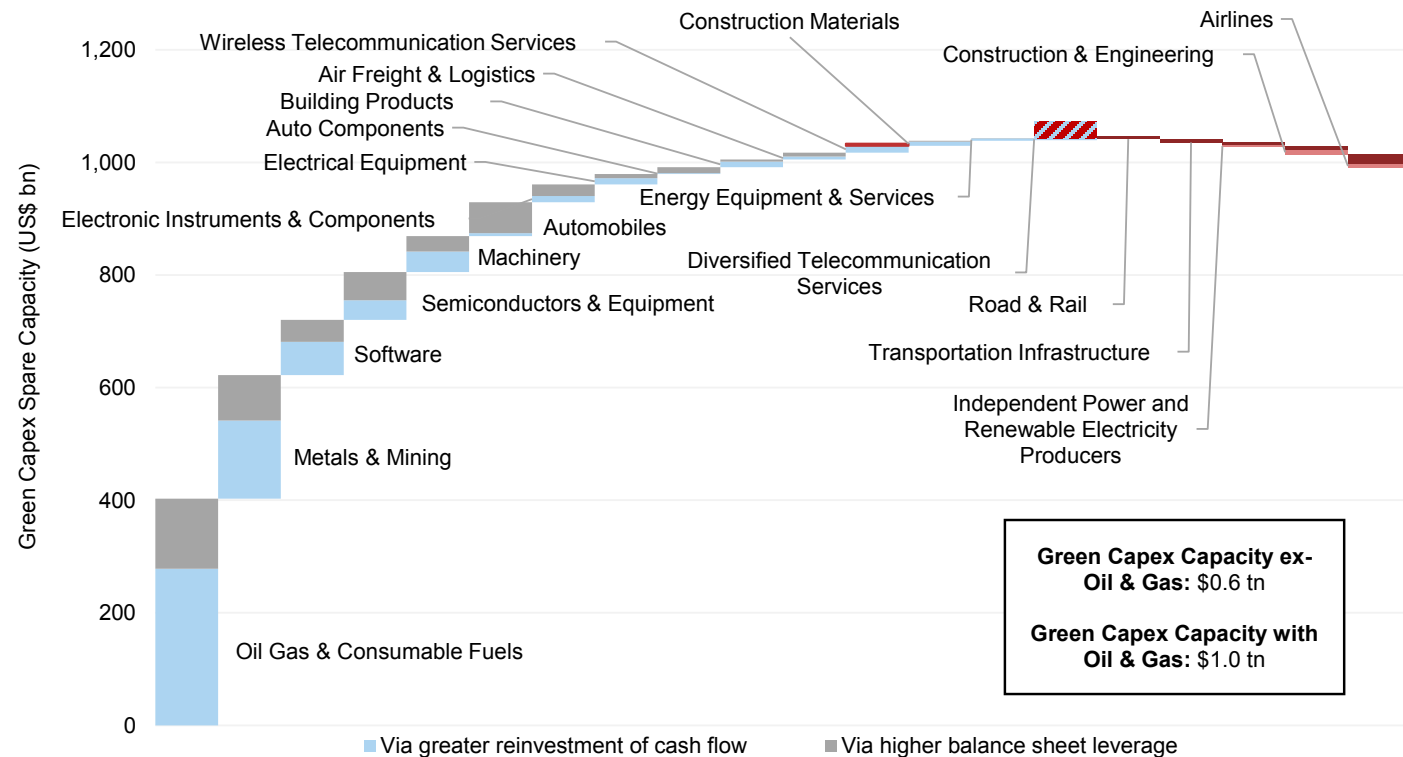 Green Capex Spare Capacity (US$ bn)
1,200
1,000
800
600
400
200
0
Oil Gas & Consumable Fuels
Metals & Mining
Software
Semiconductors & Equipment
Machinery
Automobiles
Electronic Instruments & Components
Electrical Equipment
Auto Components
Building Products
Air Freight & Logistics
Wireless Telecommunication Services
Construction Materials
Energy Equipment & Services
Diversified Telecommunication
Services
Road & Rail
Transportation Infrastructure
Independent Power and
Renewable Electricity
Producers
Construction & Engineering
Airlines
Green Capex Capacity ex-
Oil & Gas: $0.6 tn
Green Capex Capacity with
Oil & Gas: $1.0 tn
Via greater reinvestment of cash flow
Via higher balance sheet leverage